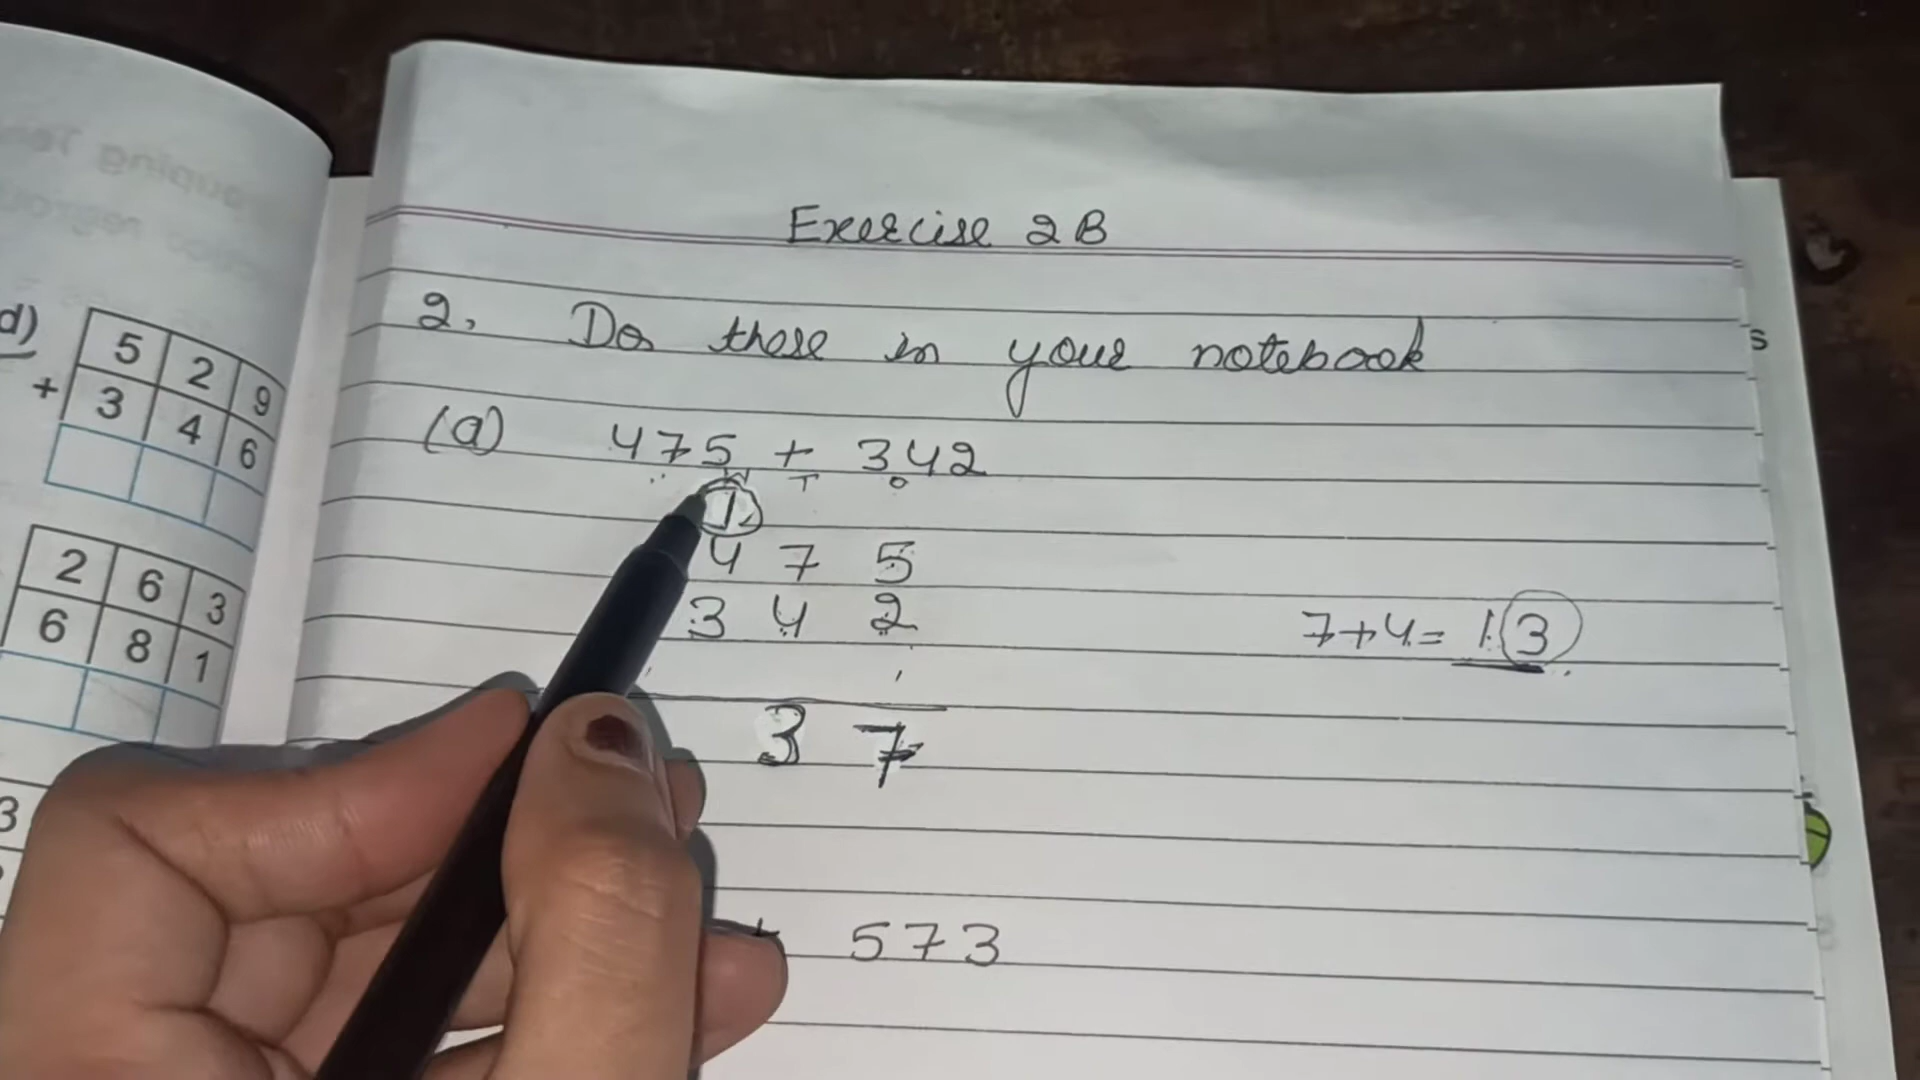 Exercise 2B
2. Do these in your notebook
(a) 475 + 342
T O
1
4 7 5
3 4 2
3 7
7+4= 13
+ 573
d)
5 2 9
+ 3 4 6
2 6 3
6 8 1
3
s